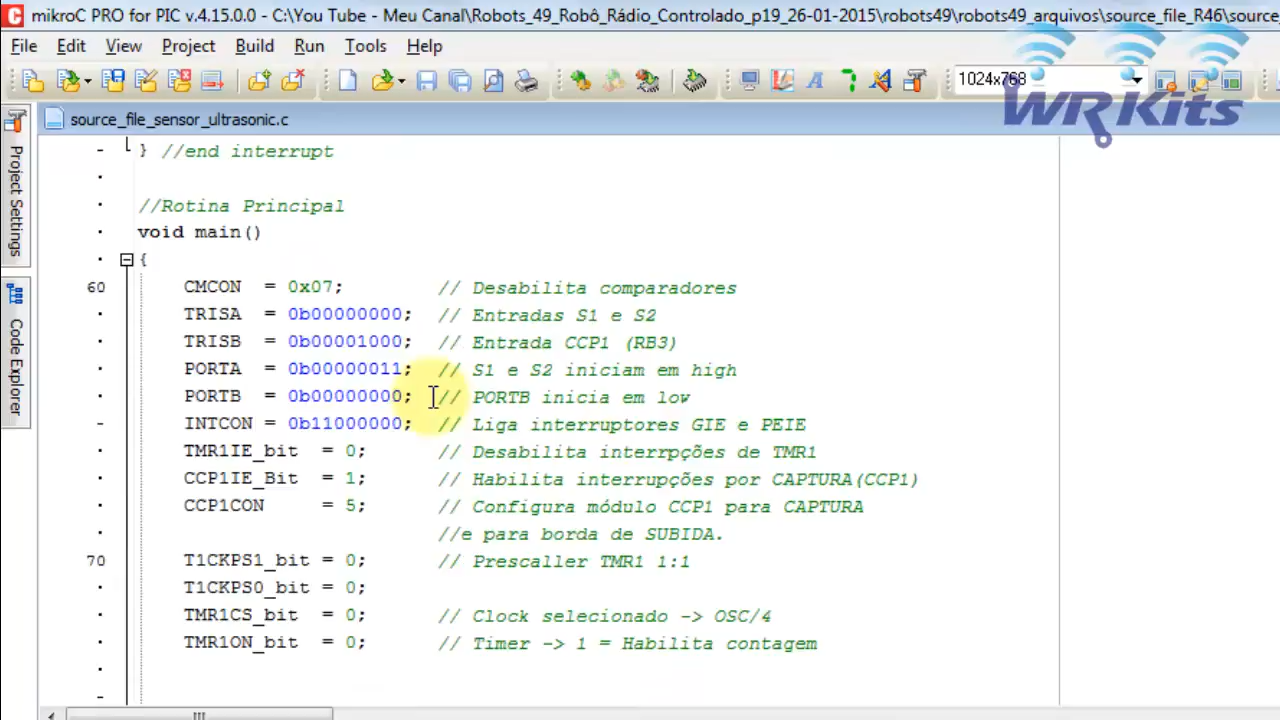 mikroC PRO for PIC v.4.15.0.0 - C:\You Tube - Meu Canal\Robots_49_Robô_Rádio_Controlado_p19_26-01-2015\robots49\robots49_arquivos\source_file_R46\source_
File Edit View Project Build Run Tools Help
1024x768
WR Kits
source_file_sensor_ultrasonic.c
Project Settings
Code Explorer
} //end interrupt
//Rotina Principal
void main()
{
60 CMCON = 0x07; // Desabilita comparadores
TRISA = 0b00000000; // Entradas S1 e S2
TRISB = 0b00001000; // Entrada CCP1 (RB3)
PORTA = 0b00000011; // S1 e S2 iniciam em high
PORTB = 0b00000000; // PORTB inicia em low
INTCON = 0b11000000; // Liga interruptores GIE e PEIE
TMR1IE_bit = 0; // Desabilita interrpções de TMR1
CCP1IE_Bit = 1; // Habilita interrupções por CAPTURA(CCP1)
CCP1CON = 5; // Configura módulo CCP1 para CAPTURA
//e para borda de SUBIDA.
70 T1CKPS1_bit = 0; // Prescaller TMR1 1:1
T1CKPS0_bit = 0;
TMR1CS_bit = 0; // Clock selecionado -> OSC/4
TMR1ON_bit = 0; // Timer -> 1 = Habilita contagem